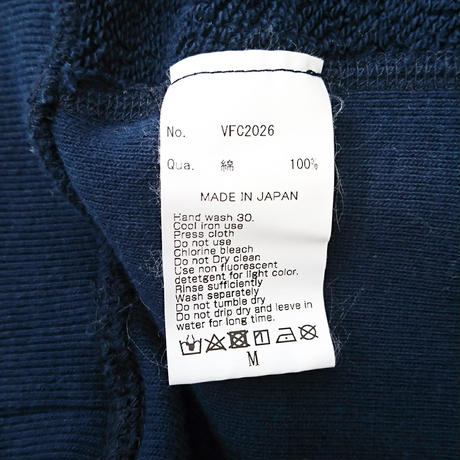 No. VFC2026
Qua. 綿 100%
MADE IN JAPAN
Hand wash 30.
Cool iron use
Press cloth
Do not use
Chlorine bleach
Do not Dry clean
Use non fluorescent
detetgent for light color.
Rinse sufficiently
Wash separately
Do not tumble dry
Do not drip dry and leave in
water for long time.
M